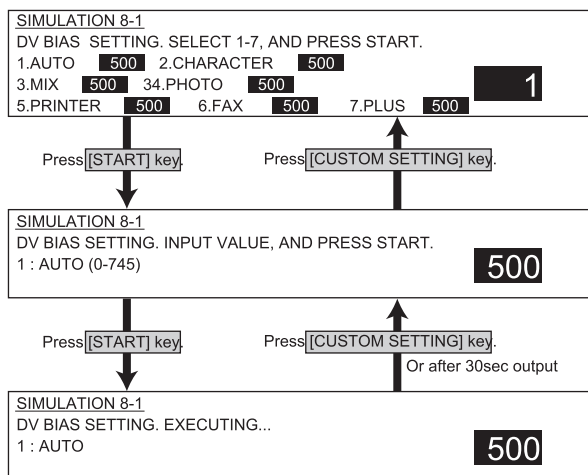 SIMULATION 8-1
DV BIAS SETTING. SELECT 1-7, AND PRESS START.
1.AUTO 500 2.CHARACTER 500
3.MIX 500 34.PHOTO 500 1
5.PRINTER 500 6.FAX 500 7.PLUS 500
Press [START] key. Press [CUSTOM SETTING] key.
SIMULATION 8-1
DV BIAS SETTING. INPUT VALUE, AND PRESS START.
1 : AUTO (0-745) 500
Press [START] key. Press [CUSTOM SETTING] key.
Or after 30sec output
SIMULATION 8-1
DV BIAS SETTING. EXECUTING...
1 : AUTO 500